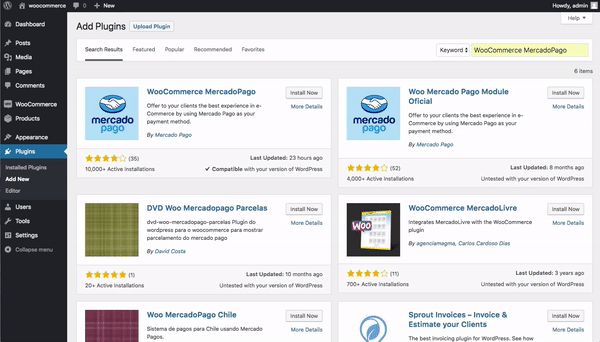 woocommerce 0 + New
Howdy, admin
Help
Dashboard
Posts
Media
Pages
Comments
WooCommerce
Products
Appearance
Plugins
Installed Plugins
Add New
Editor
Users
Tools
Settings
Collapse menu
Add Plugins Upload Plugin
Search Results Featured Popular Recommended Favorites Keyword WooCommerce MercadoPago
6 items
mercado
pago
WooCommerce MercadoPago
Install Now
More Details
Offer to your clients the best experience in e-
Commerce by using Mercado Pago as your
payment method.
By Mercado Pago
(35)
Last Updated: 23 hours ago
10,000+ Active Installations
✓ Compatible with your version of WordPress
mercado
pago
Woo Mercado Pago Module
Oficial
Install Now
More Details
Offer to your clients the best experience in e-
Commerce by using Mercado Pago as your
payment method.
By Mercado Pago
(52)
Last Updated: 8 months ago
4,000+ Active Installations
Untested with your version of WordPress
DVD Woo Mercadopago Parcelas
Install Now
More Details
dvd-woo-mercadopago-parcelas Plugin do
wordpress para o woocommerce para mostrar
parcelamento do mercado pago
By David Costa
(1)
Last Updated: 10 months ago
20+ Active Installations
Untested with your version of WordPress
WOO
WooCommerce MercadoLivre
Install Now
More Details
Integrates MercadoLivre with the WooCommerce
plugin
By agenciamagma, Carlos Cardoso Dias
(11)
Last Updated: 3 years ago
700+ Active Installations
Untested with your version of WordPress
Woo MercadoPago Chile
Install Now
More Details
Sistema de pagos para Chile usando Mercado
Pagos.
Sprout Invoices – Invoice &
Estimate your Clients
Install Now
More Details
The best invoicing plugin for WordPress. See how